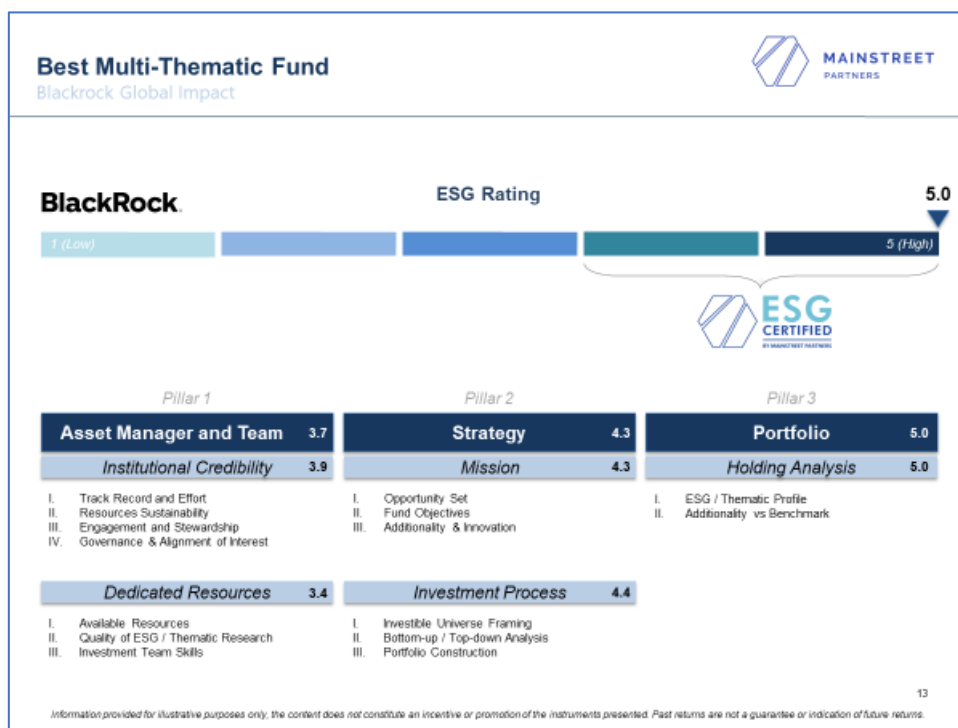 Best Multi-Thematic Fund
Blackrock Global Impact
MAINSTREET
PARTNERS
BlackRock.
ESG Rating
5.0
1 (Low)
5 (High)
ESG
CERTIFIED
BY MAINSTREET PARTNERS
Pillar 1
Pillar 2
Pillar 3
Asset Manager and Team 3.7
Strategy 4.3
Portfolio 5.0
Institutional Credibility 3.9
Mission 4.3
Holding Analysis 5.0
I. Track Record and Effort
II. Resources Sustainability
III. Engagement and Stewardship
IV. Governance & Alignment of Interest
I. Opportunity Set
II. Fund Objectives
III. Additionality & Innovation
I. ESG / Thematic Profile
II. Additionality vs Benchmark
Dedicated Resources 3.4
Investment Process 4.4
I. Available Resources
II. Quality of ESG / Thematic Research
III. Investment Team Skills
I. Investible Universe Framing
II. Bottom-up / Top-down Analysis
III. Portfolio Construction
13
Information provided for illustrative purposes only, the content does not constitute an incentive or promotion of the instruments presented. Past returns are not a guarantee or indication of future returns.